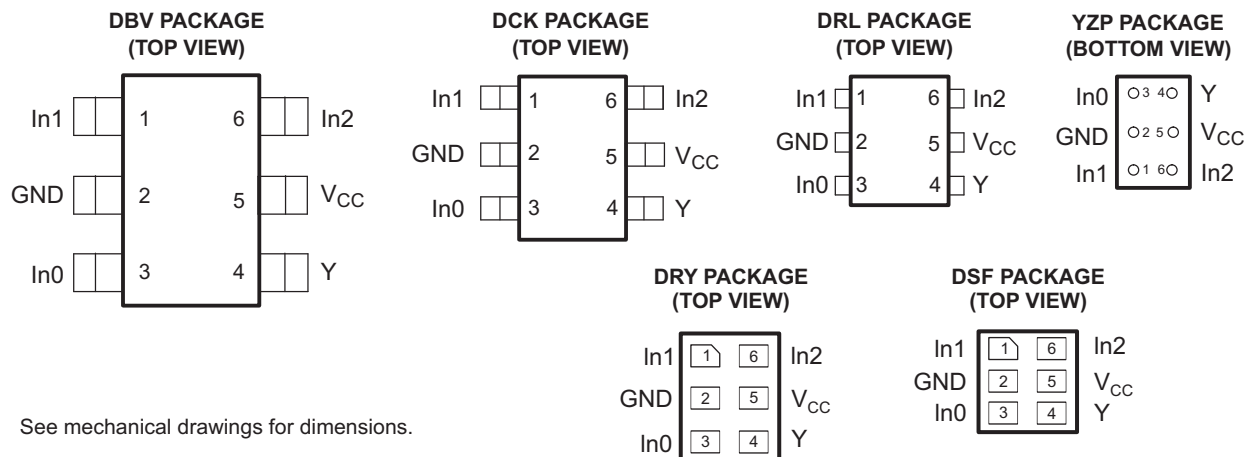 DBV PACKAGE
(TOP VIEW)
In1 1 6 In2
GND 2 5 VCC
In0 3 4 Y
DCK PACKAGE
(TOP VIEW)
In1 1 6 In2
GND 2 5 VCC
In0 3 4 Y
DRL PACKAGE
(TOP VIEW)
In1 1 6 In2
GND 2 5 VCC
In0 3 4 Y
YZP PACKAGE
(BOTTOM VIEW)
In0 3 4 Y
GND 2 5 VCC
In1 1 6 In2
DRY PACKAGE
(TOP VIEW)
In1 1 6 In2
GND 2 5 VCC
In0 3 4 Y
DSF PACKAGE
(TOP VIEW)
In1 1 6 In2
GND 2 5 VCC
In0 3 4 Y
See mechanical drawings for dimensions.